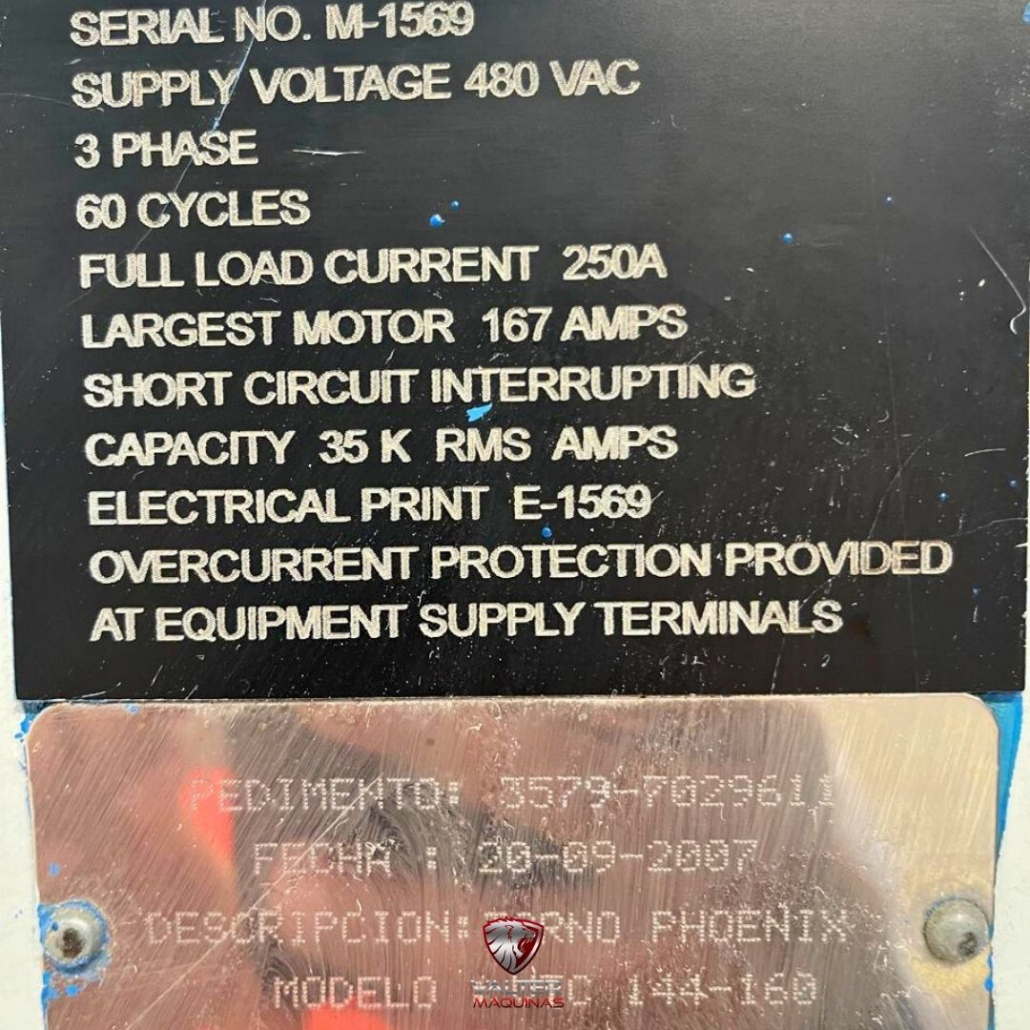 SERIAL NO. M-1569
SUPPLY VOLTAGE 480 VAC
3 PHASE
60 CYCLES
FULL LOAD CURRENT 250A
LARGEST MOTOR 167 AMPS
SHORT CIRCUIT INTERRUPTING
CAPACITY 35 K RMS AMPS
ELECTRICAL PRINT E-1569
OVERCURRENT PROTECTION PROVIDED
AT EQUIPMENT SUPPLY TERMINALS
PEDIMENTO: 3579-7029611
FECHA : 20-09-2007
DESCRIPCION: PHOENIX
MODELO 144-160
VALTER
MÁQUINAS